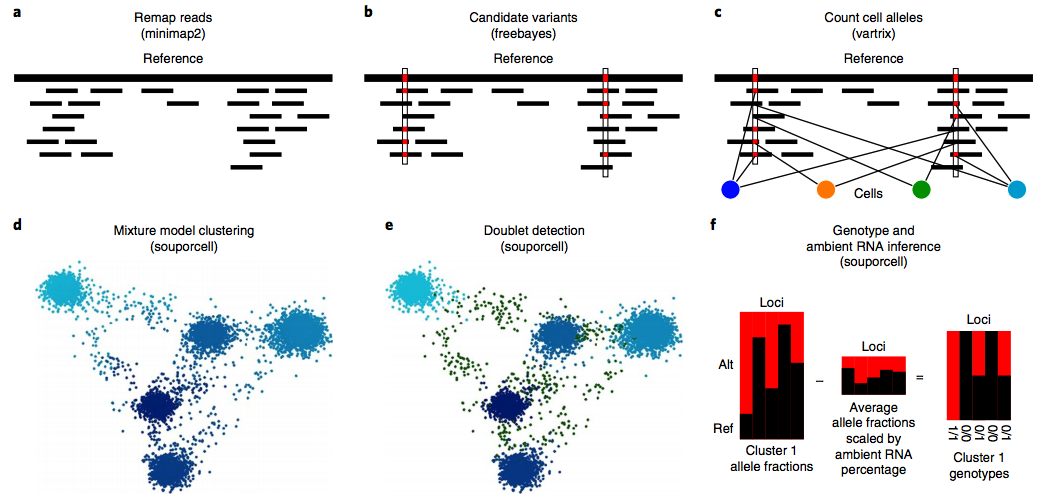 a
Remap reads
(minimap2)
Reference
b
Candidate variants
(freebayes)
Reference
c
Count cell alleles
(vartrix)
Reference
Cells
d
Mixture model clustering
(souporcell)
e
Doublet detection
(souporcell)
f
Genotype and
ambient RNA inference
(souporcell)
Loci
Alt
Ref
Cluster 1
allele fractions
–
Loci
Average
allele fractions
scaled by
ambient RNA
percentage
=
Loci
1/1
0/0
0/1
0/0
0/1
Cluster 1
genotypes